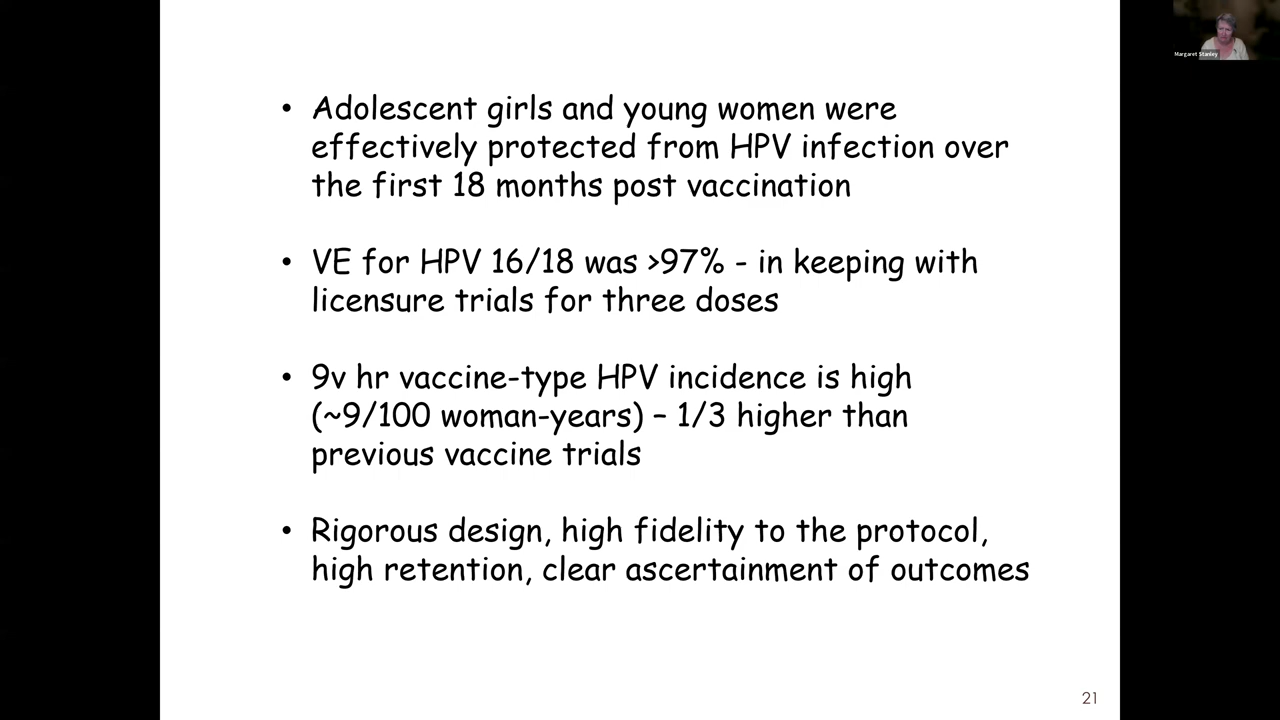 Margaret Stanley
• Adolescent girls and young women were
effectively protected from HPV infection over
the first 18 months post vaccination
• VE for HPV 16/18 was >97% - in keeping with
licensure trials for three doses
• 9v hr vaccine-type HPV incidence is high
(~9/100 woman-years) – 1/3 higher than
previous vaccine trials
• Rigorous design, high fidelity to the protocol,
high retention, clear ascertainment of outcomes
21